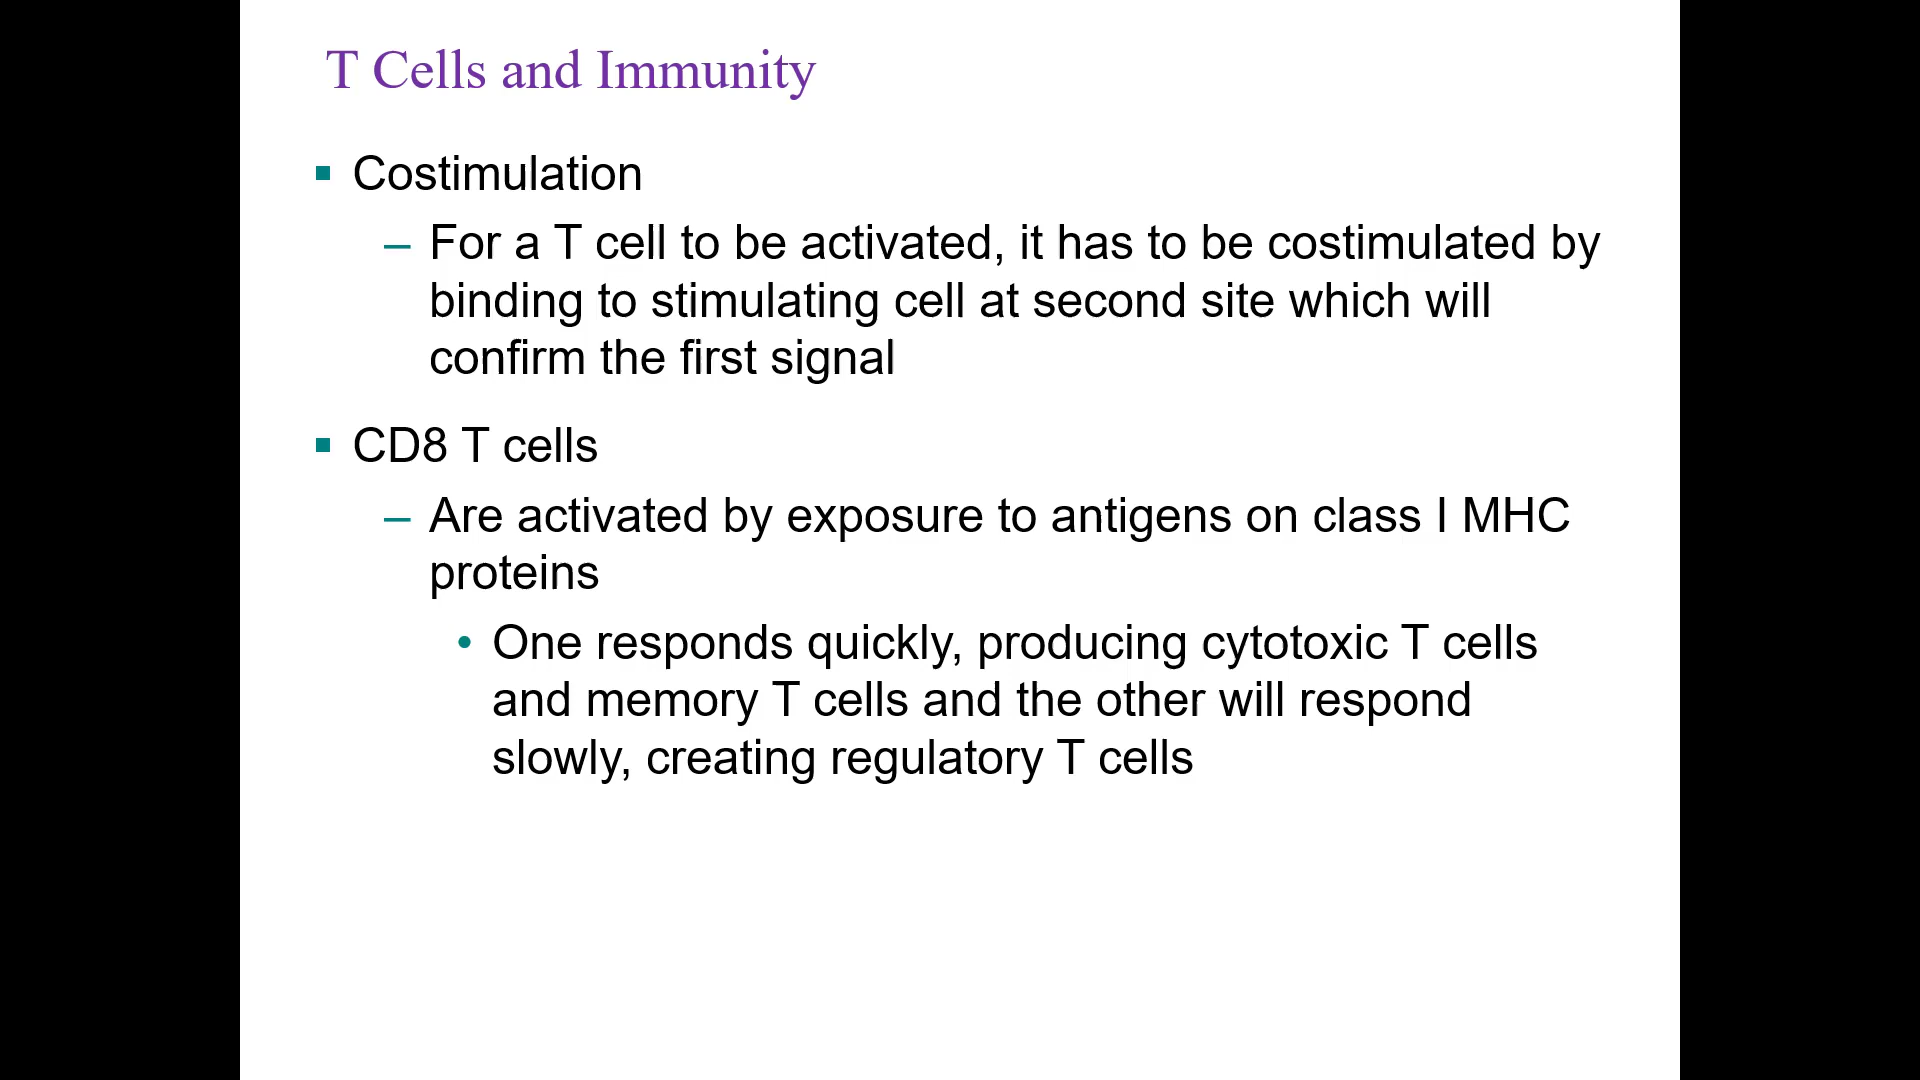 T Cells and Immunity
▪ Costimulation
– For a T cell to be activated, it has to be costimulated by
binding to stimulating cell at second site which will
confirm the first signal
▪ CD8 T cells
– Are activated by exposure to antigens on class I MHC
proteins
• One responds quickly, producing cytotoxic T cells
and memory T cells and the other will respond
slowly, creating regulatory T cells